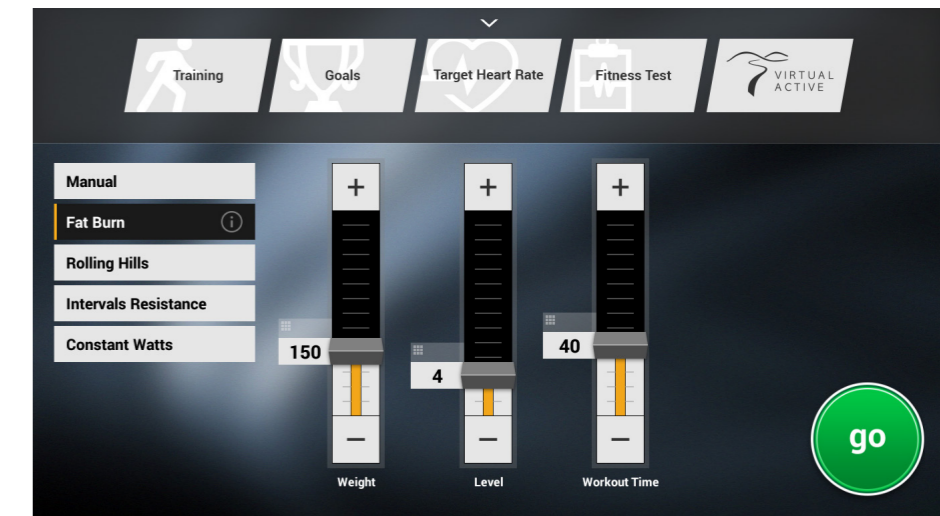 Training
Goals
Target Heart Rate
Fitness Test
VIRTUAL
ACTIVE
Manual
Fat Burn
i
Rolling Hills
Intervals Resistance
Constant Watts
+
+
+
150
4
40
−
−
−
Weight
Level
Workout Time
go